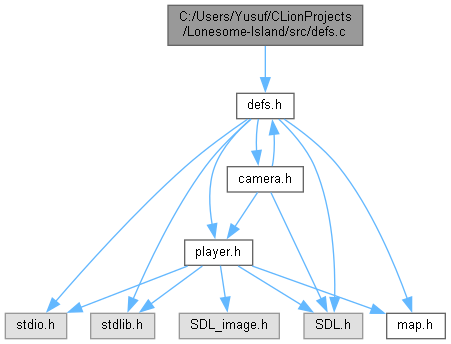 C:/Users/Yusuf/CLionProjects
/Lonesome-Island/src/defs.c
defs.h
camera.h
player.h
stdio.h
stdlib.h
SDL_image.h
SDL.h
map.h